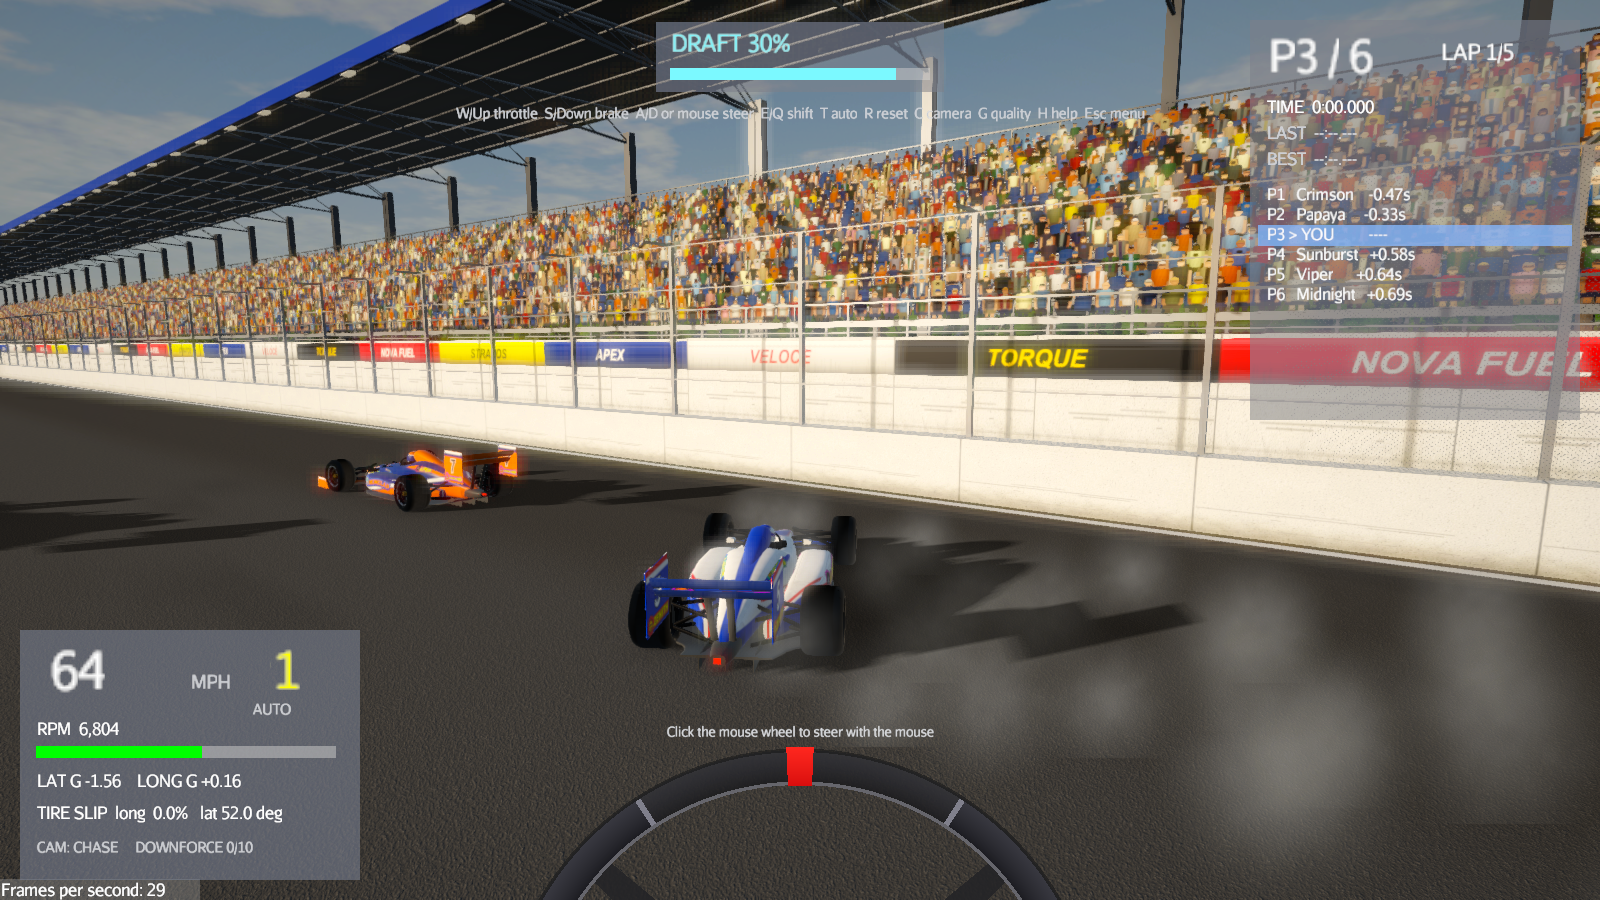 DRAFT 30%
W/Up throttle S/Down brake A/D or mouse steer E/Q shift T auto R reset C camera G quality H help Esc menu
P3 / 6 LAP 1/5
TIME 0:00.000
LAST --:--.---
BEST --:--.---
P1 Crimson -0.47s
P2 Papaya -0.33s
P3 > YOU ----
P4 Sunburst +0.58s
P5 Viper +0.64s
P6 Midnight +0.69s
NOVA FUEL STRATOS APEX VELOCE TORQUE NOVA FUEL
7
64 MPH 1
AUTO
RPM 6,804
LAT G -1.56 LONG G +0.16
TIRE SLIP long 0.0% lat 52.0 deg
CAM: CHASE DOWNFORCE 0/10
Click the mouse wheel to steer with the mouse
Frames per second: 29